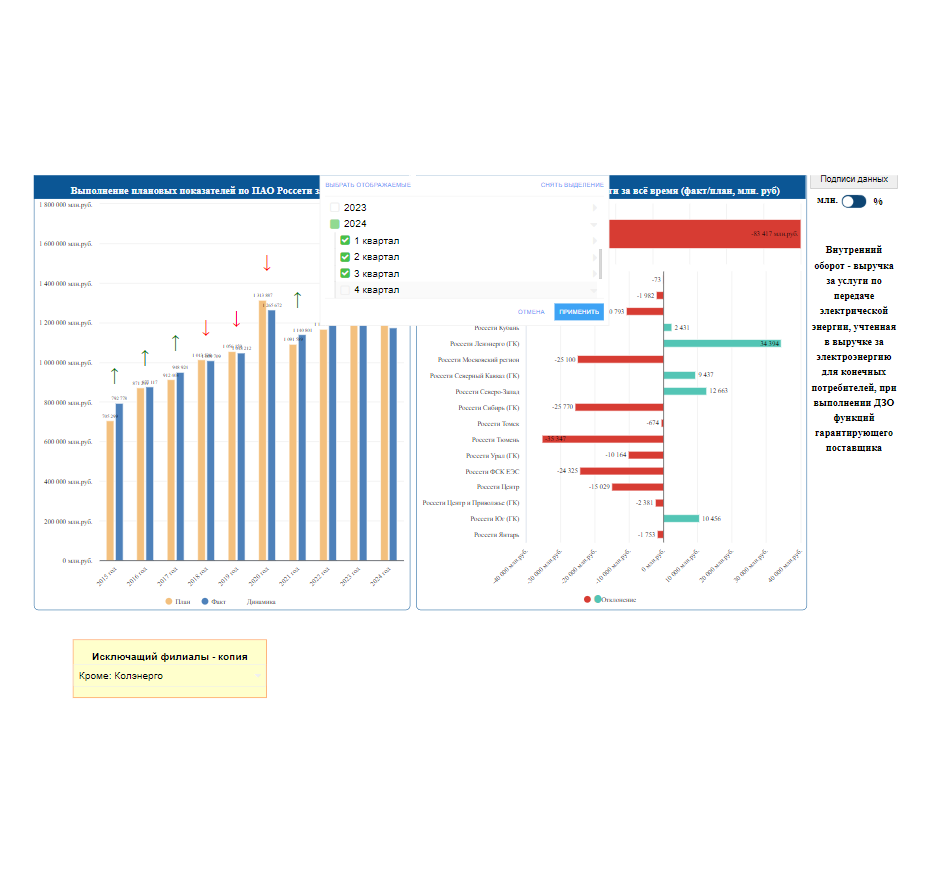 Выполнение плановых показателей по ПАО Россети з
ВЫБРАТЬ ОТОБРАЖАЕМЫЕ
СНЯТЬ ВЫДЕЛЕНИЕ
2023
2024
1 квартал
2 квартал
3 квартал
4 квартал
ОТМЕНА
ПРИМЕНИТЬ
ти за всё время (факт/план, млн. руб)
Подписи данных
млн.
%
Внутренний
оборот - выручка
за услуги по
передаче
электрической
энергии, учтенная
в выручке за
электроэнергию
для конечных
потребителей, при
выполнении ДЗО
функций
гарантирующего
поставщика
1 800 000 млн.руб.
1 600 000 млн.руб.
1 400 000 млн.руб.
1 200 000 млн.руб.
1 000 000 млн.руб.
800 000 млн.руб.
600 000 млн.руб.
400 000 млн.руб.
200 000 млн.руб.
0 млн.руб.
792 778
2015 год
2016 год
2017 год
2018 год
2019 год
2020 год
2021 год
2022 год
2023 год
2024 год
План
Факт
Динамика
-83 417 млн.руб.
-73
-1 982
0 793
Россети Кубань
2 431
Россети Ленэнерго (ГК)
34 394
Россети Московский регион
-25 100
Россети Северный Кавказ (ГК)
9 437
Россети Северо-Запад
12 663
Россети Сибирь (ГК)
-25 770
Россети Томск
-674
Россети Тюмень
-35 347
Россети Урал (ГК)
-10 164
Россети ФСК ЕЭС
-24 325
Россети Центр
-15 029
Россети Центр и Приволжье (ГК)
-2 381
Россети Юг (ГК)
10 456
Россети Янтарь
-1 753
-40 000 млн.руб.
-30 000 млн.руб.
-20 000 млн.руб.
-10 000 млн.руб.
0 млн.руб.
10 000 млн.руб.
20 000 млн.руб.
30 000 млн.руб.
40 000 млн.руб.
Отклонение
Исключащий филиалы - копия
Кроме: Колэнерго